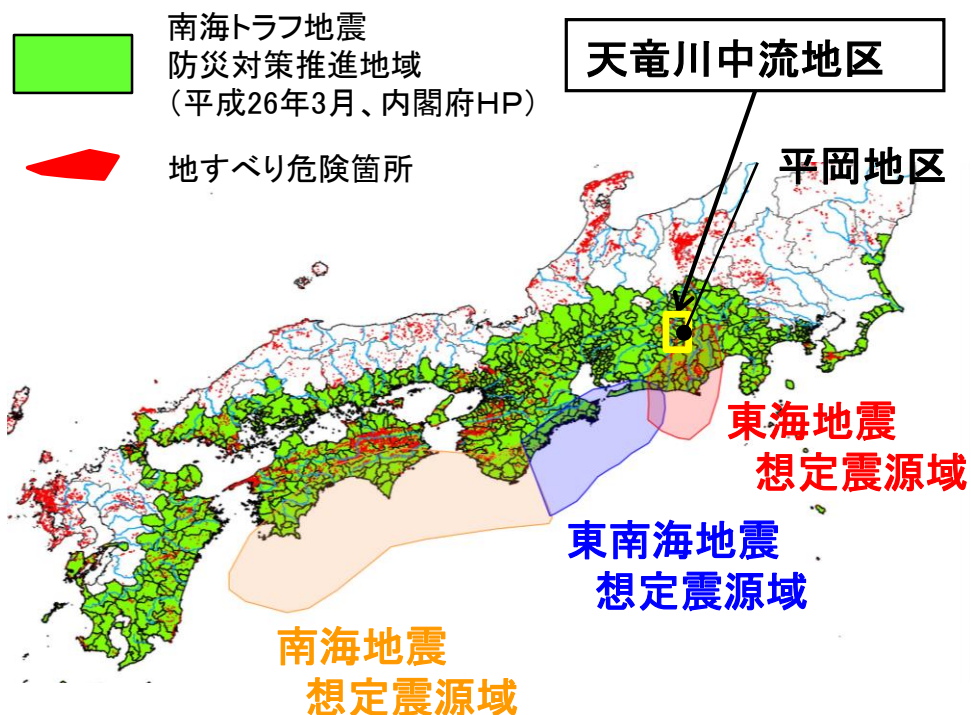 南海トラフ地震
防災対策推進地域
(平成26年3月、内閣府HP)
地すべり危険箇所
天竜川中流地区
平岡地区
東海地震
想定震源域
東南海地震
想定震源域
南海地震
想定震源域